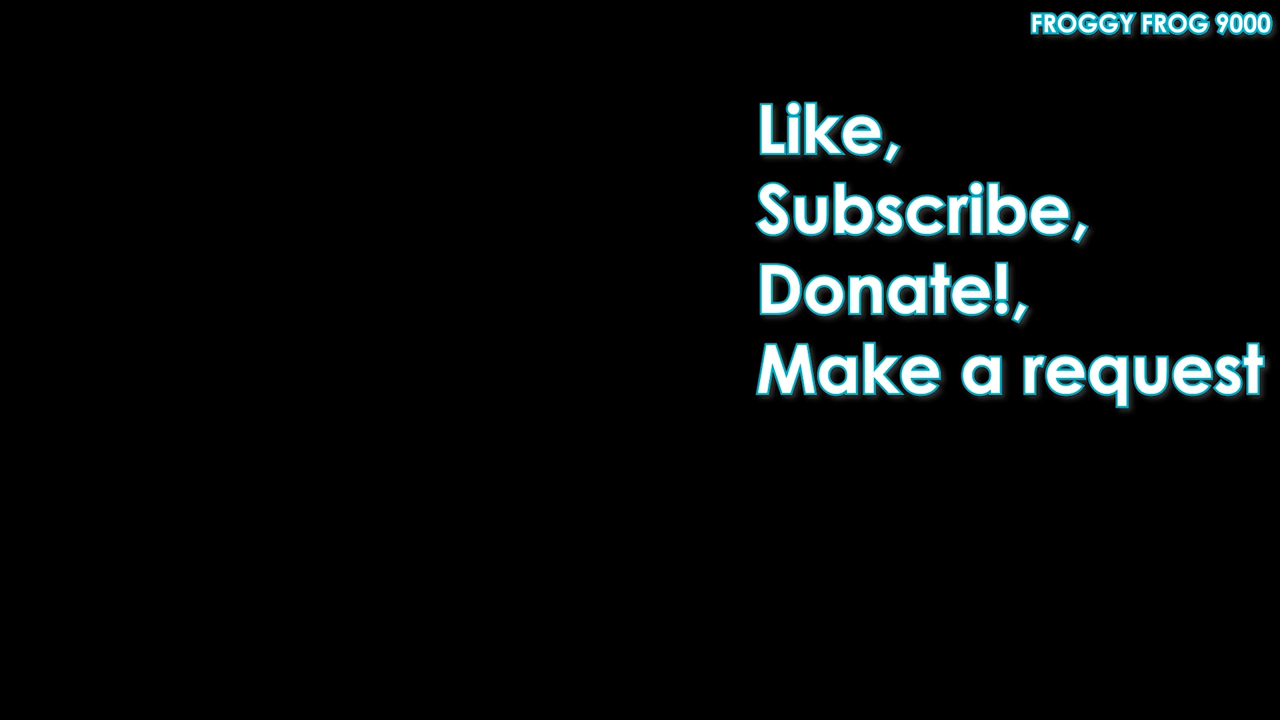 FROGGY FROG 9000
Like,
Subscribe,
Donate!,
Make a request